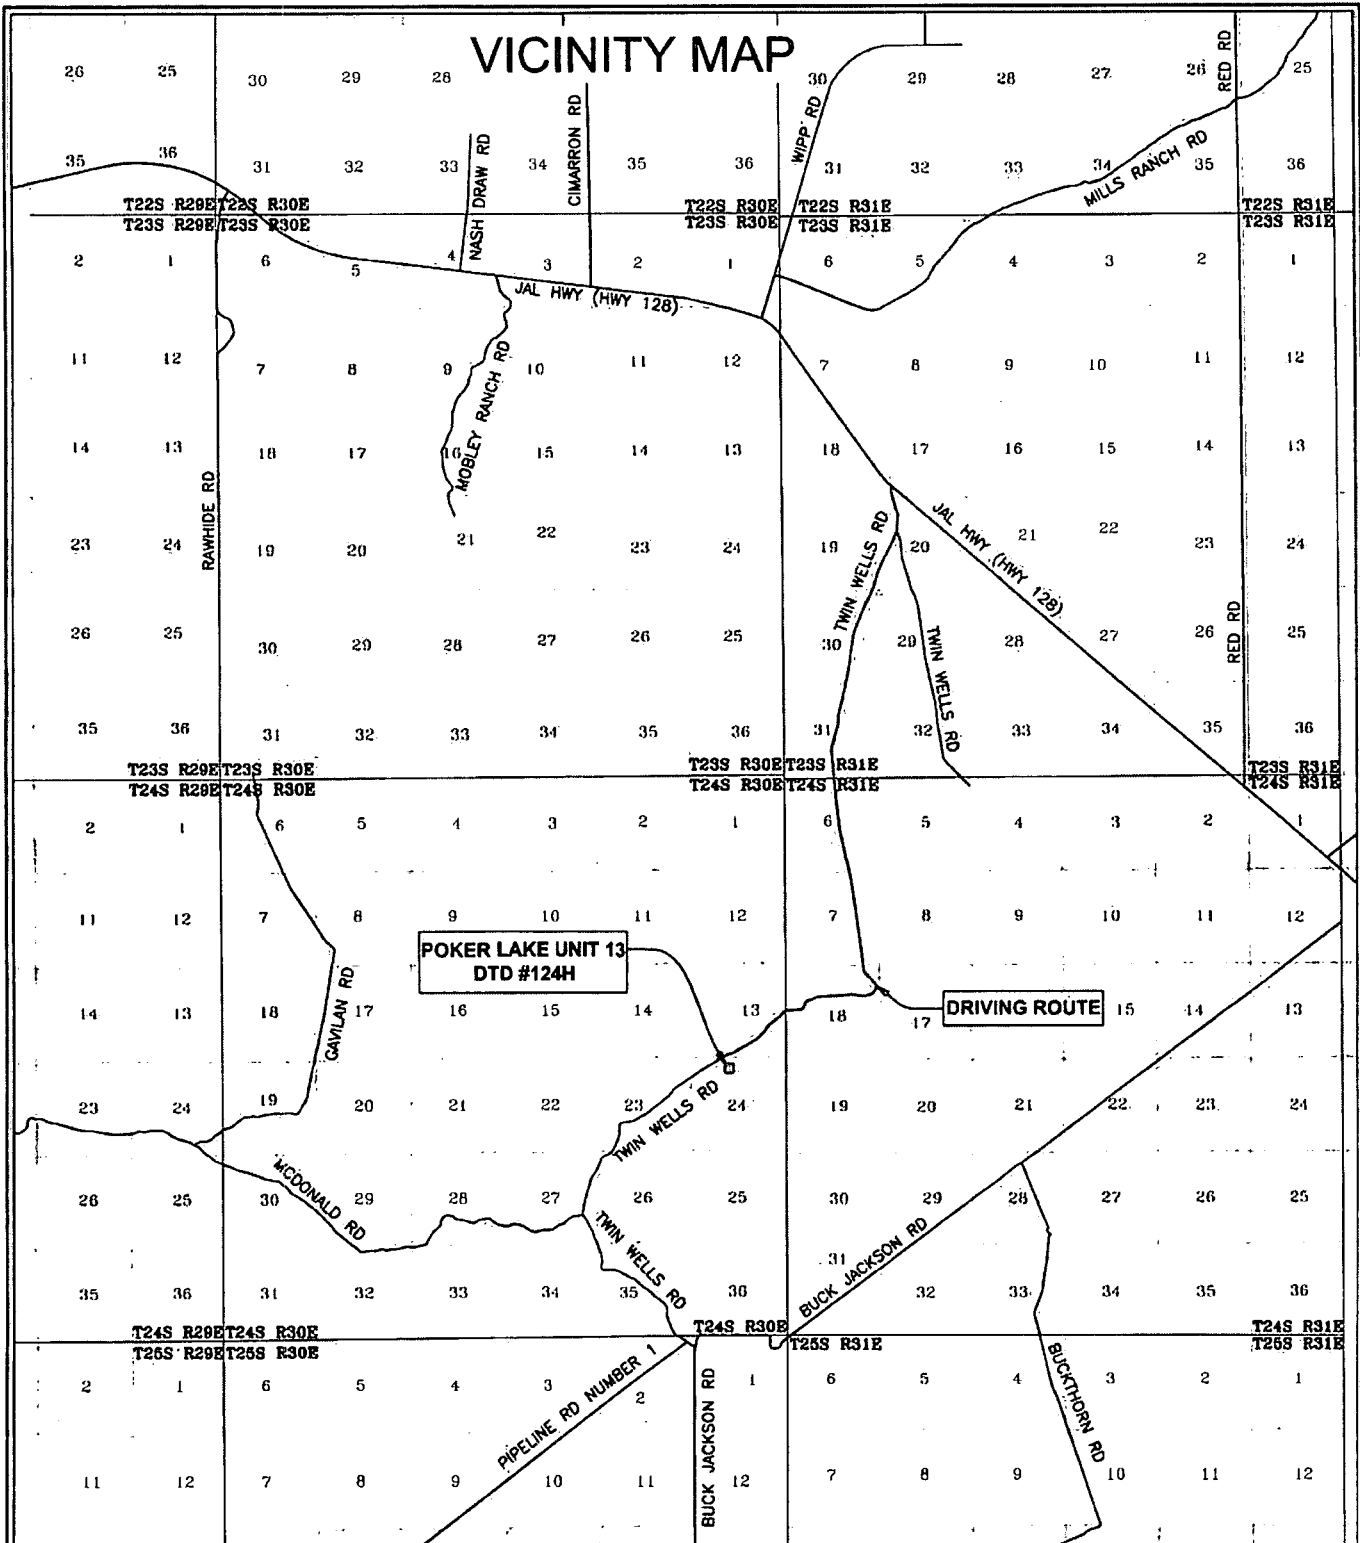 VICINITY MAP
26 25 30 29 28 30 29 28 27 26 25
RED RD
CIMARRON RD
WIPP RD
NASH DRAW RD
MILLS RANCH RD
35 36 31 32 33 34 35 36 31 32 33 34 35 36
T22S R29E T22S R30E T22S R30E T22S R31E T22S R31E
T23S R29E T23S R30E T23S R30E T23S R31E T23S R31E
2 1 6 5 4 3 2 1 6 5 4 3 2 1
JAL HWY (HWY 128)
11 12 7 8 9 10 11 12 7 8 9 10 11 12
MOBLEY RANCH RD
14 13 18 17 16 15 14 13 18 17 16 15 14 13
RAWHIDE RD
JAL HWY (HWY 128)
23 24 19 20 21 22 23 24 19 20 21 22 23 24
TWIN WELLS RD
26 25 30 29 28 27 26 25 30 29 28 27 26 25
RED RD
TWIN WELLS RD
35 36 31 32 33 34 35 36 31 32 33 34 35 36
T23S R29E T23S R30E T23S R30E T23S R31E T23S R31E
T24S R29E T24S R30E T24S R30E T24S R31E T24S R31E
2 1 6 5 4 3 2 1 6 5 4 3 2 1
11 12 7 8 9 10 11 12 7 8 9 10 11 12
POKER LAKE UNIT 13
DTD #124H
DRIVING ROUTE
14 13 18 17 16 15 14 13 18 17 15 14 13
GAVILAN RD
23 24 19 20 21 22 23 24 19 20 21 22 23 24
TWIN WELLS RD
MCDONALD RD
26 25 30 29 28 27 26 25 30 29 28 27 26 25
TWIN WELLS RD
BUCK JACKSON RD
35 36 31 32 33 34 35 36 31 32 33 34 35 36
T24S R29E T24S R30E T24S R30E T24S R31E
T25S R29E T25S R30E T25S R31E T25S R31E
2 1 6 5 4 3 2 1 6 5 4 3 2 1
PIPELINE RD NUMBER 1
BUCK JACKSON RD
BUCKTHORN RD
11 12 7 8 9 10 11 12 7 8 9 10 11 12